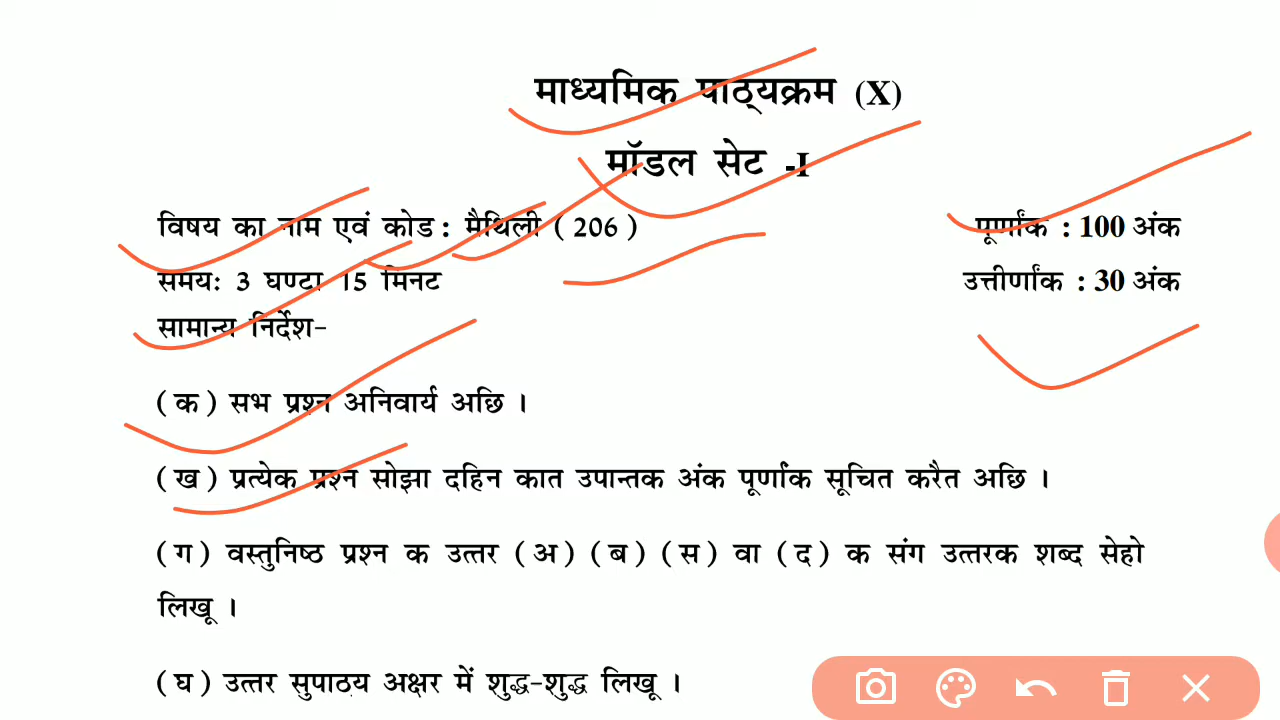 माध्यमिक पाठ्यक्रम (X)
मॉडल सेट -I
विषय का नाम एवं कोड : मैथिली ( 206 ) पूर्णांक : 100 अंक
समयः 3 घण्टा ।5 मिनट उत्तीर्णांक : 30 अंक
सामान्य निर्देश-
( क ) सभ प्रश्न अनिवार्य अछि ।
( ख ) प्रत्येक प्रश्न सोझा दहिन कात उपान्तक अंक पूर्णांक सूचित करैत अछि ।
( ग ) वस्तुनिष्ठ प्रश्न क उत्तर ( अ ) ( ब ) ( स ) वा ( द ) क संग उत्तरक शब्द सेहो
लिखू ।
( घ ) उत्तर सुपाठय अक्षर में शुद्ध-शुद्ध लिखू ।